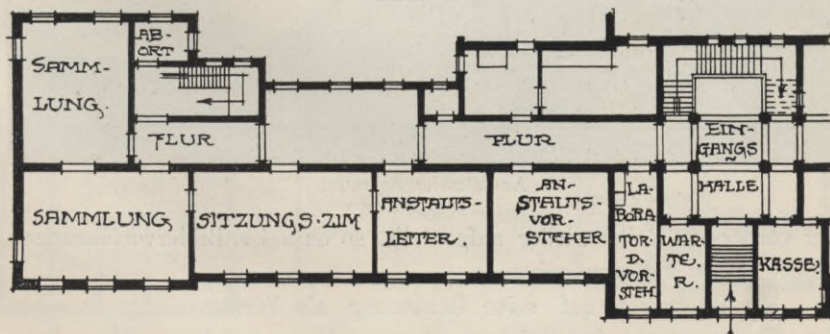 SAMM-
LUNG,
AB-
ORT
FLUR
FLUR
EIN-
GANGS
HALLE
SAMMLUNG,
SITZUNGS·ZIM
ANSTALTS-
LEITER.
AN-
STALTS-
VOR-
STEHER
LA-
BORA
TOR
D.
VOR-
STEH.
WÄR-
TE-
R.
KASSE.